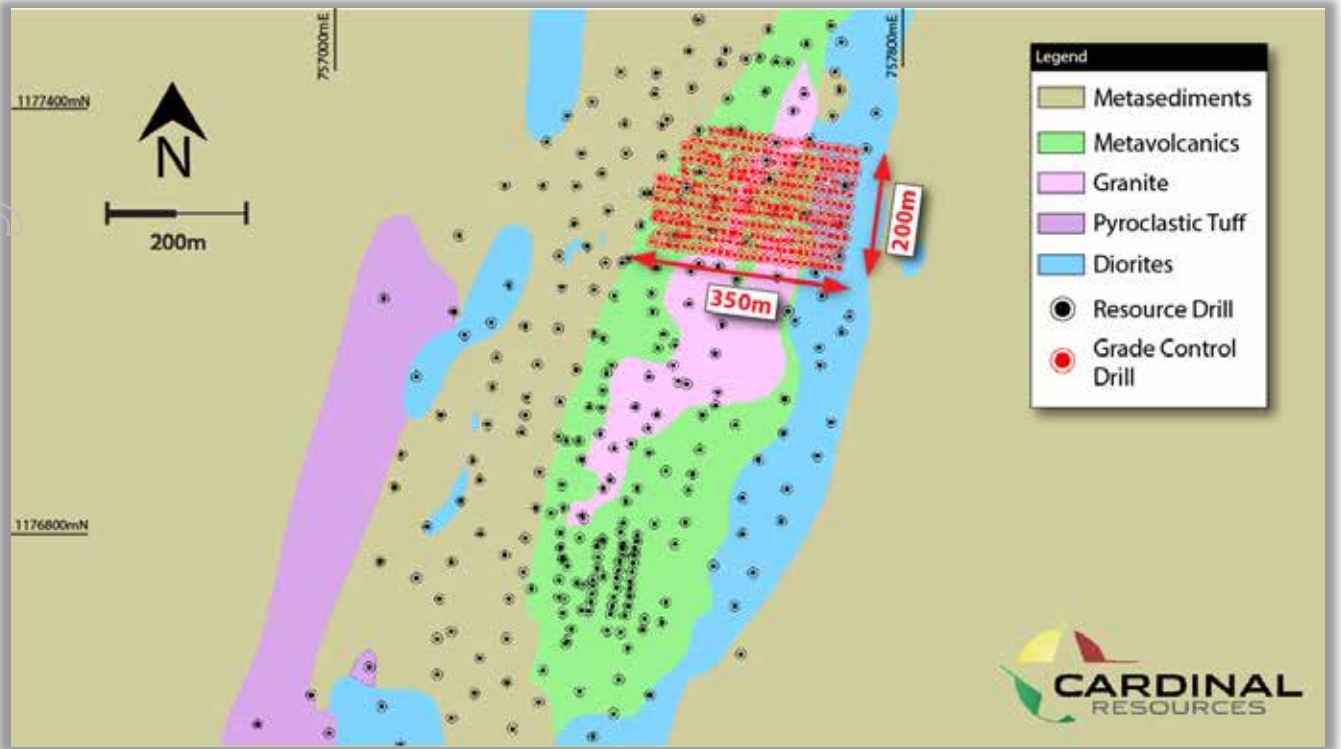 757000mE
757800mE
1177400mN
N
200m
Legend
Metasediments
Metavolcanics
Granite
Pyroclastic Tuff
Diorites
Resource Drill
Grade Control
Drill
200m
350m
1176800mN
CARDINAL
RESOURCES